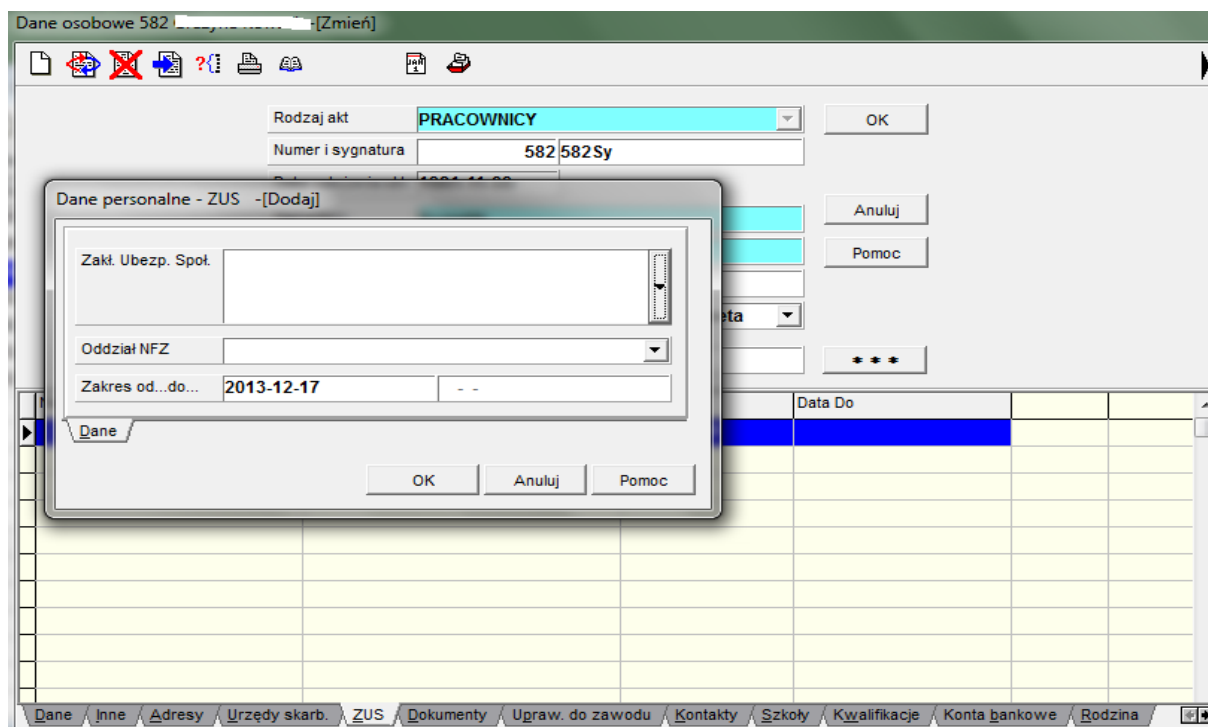 Dane osobowe 582 -[Zmień]
Rodzaj akt PRACOWNICY OK
Numer i sygnatura 582 582Sy
Dane personalne - ZUS -[Dodaj]
Anuluj
Zakł. Ubezp. Społ. Pomoc
eta
Oddział NFZ * * *
Zakres od...do... 2013-12-17 - -
Data Do
Dane
OK Anuluj Pomoc
Dane Inne Adresy Urzędy skarb. ZUS Dokumenty Upraw. do zawodu Kontakty Szkoły Kwalifikacje Konta bankowe Rodzina